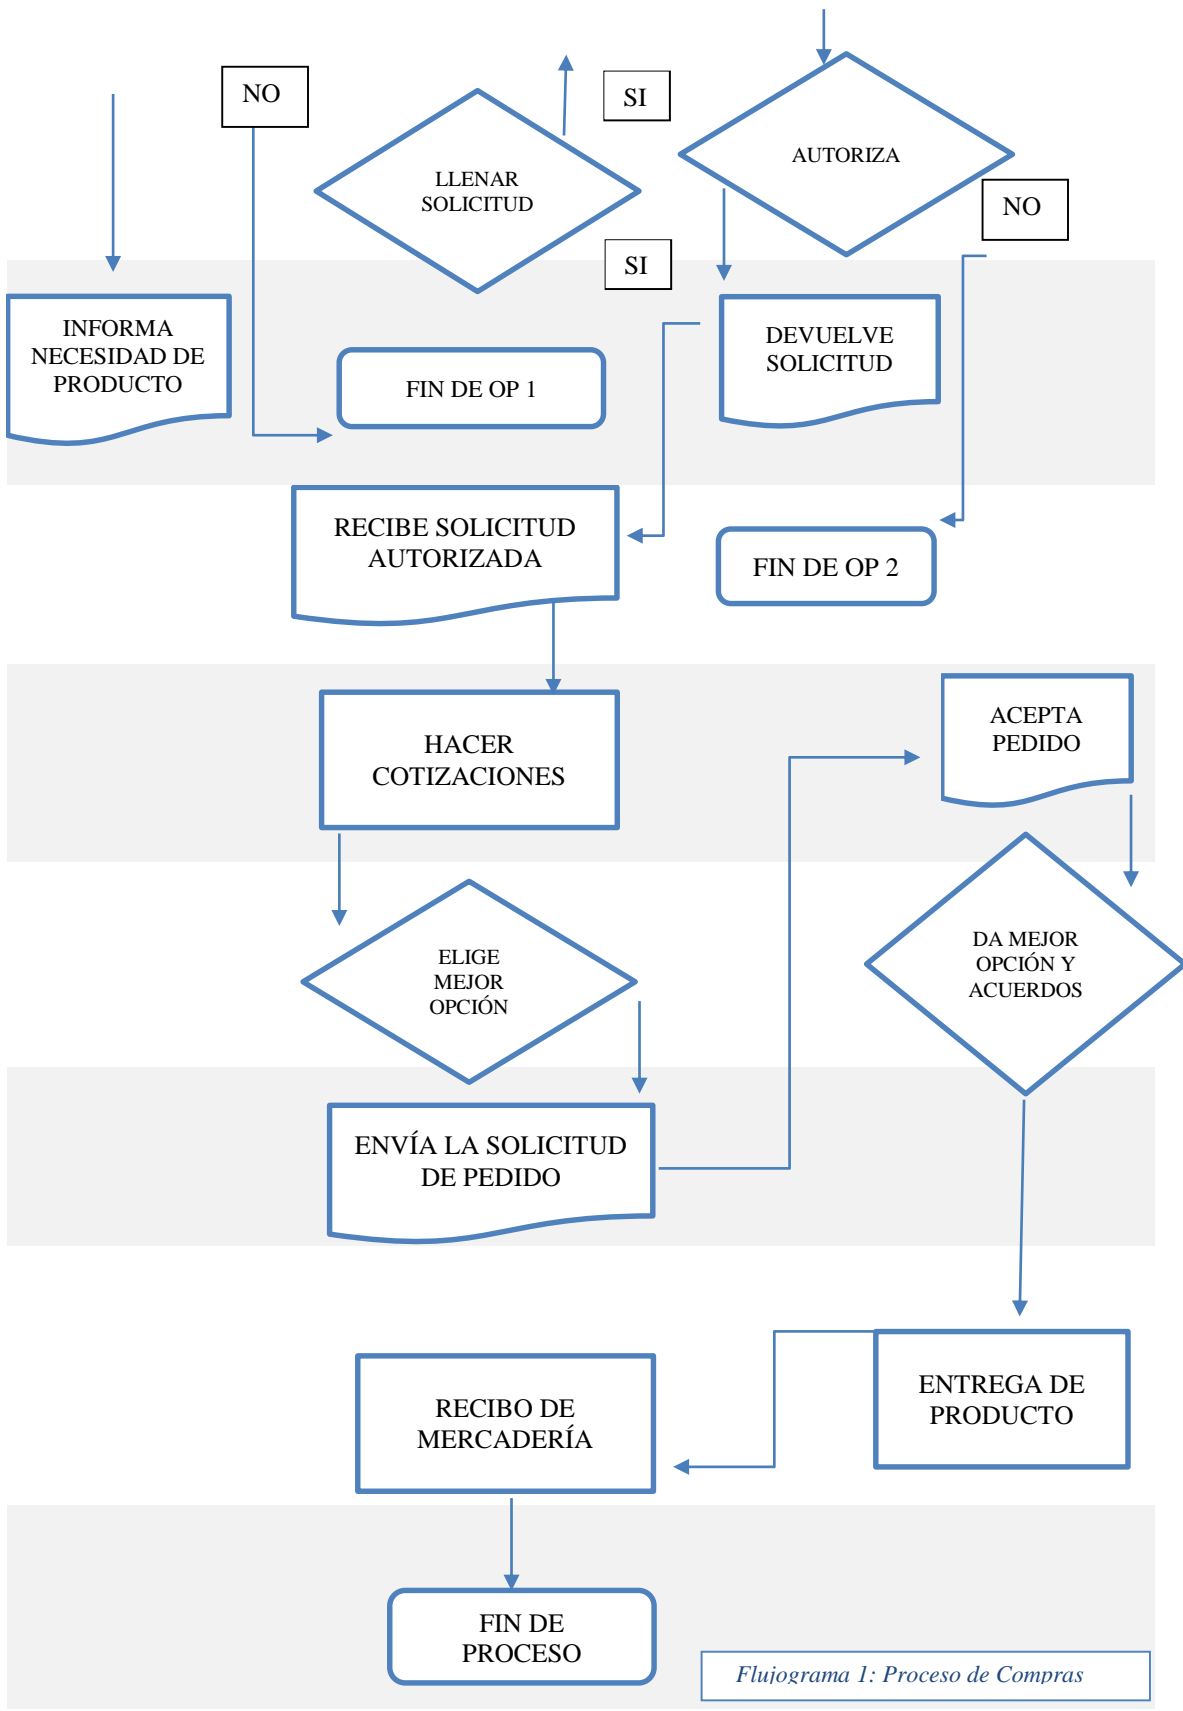 NO
SI
LLENAR
SOLICITUD
AUTORIZA
NO
SI
INFORMA
NECESIDAD DE
PRODUCTO
FIN DE OP 1
DEVUELVE
SOLICITUD
RECIBE SOLICITUD
AUTORIZADA
FIN DE OP 2
HACER
COTIZACIONES
ACEPTA
PEDIDO
ELIGE
MEJOR
OPCIÓN
DA MEJOR
OPCIÓN Y
ACUERDOS
ENVÍA LA SOLICITUD
DE PEDIDO
RECIBO DE
MERCADERÍA
ENTREGA DE
PRODUCTO
FIN DE
PROCESO
Flujograma 1: Proceso de Compras